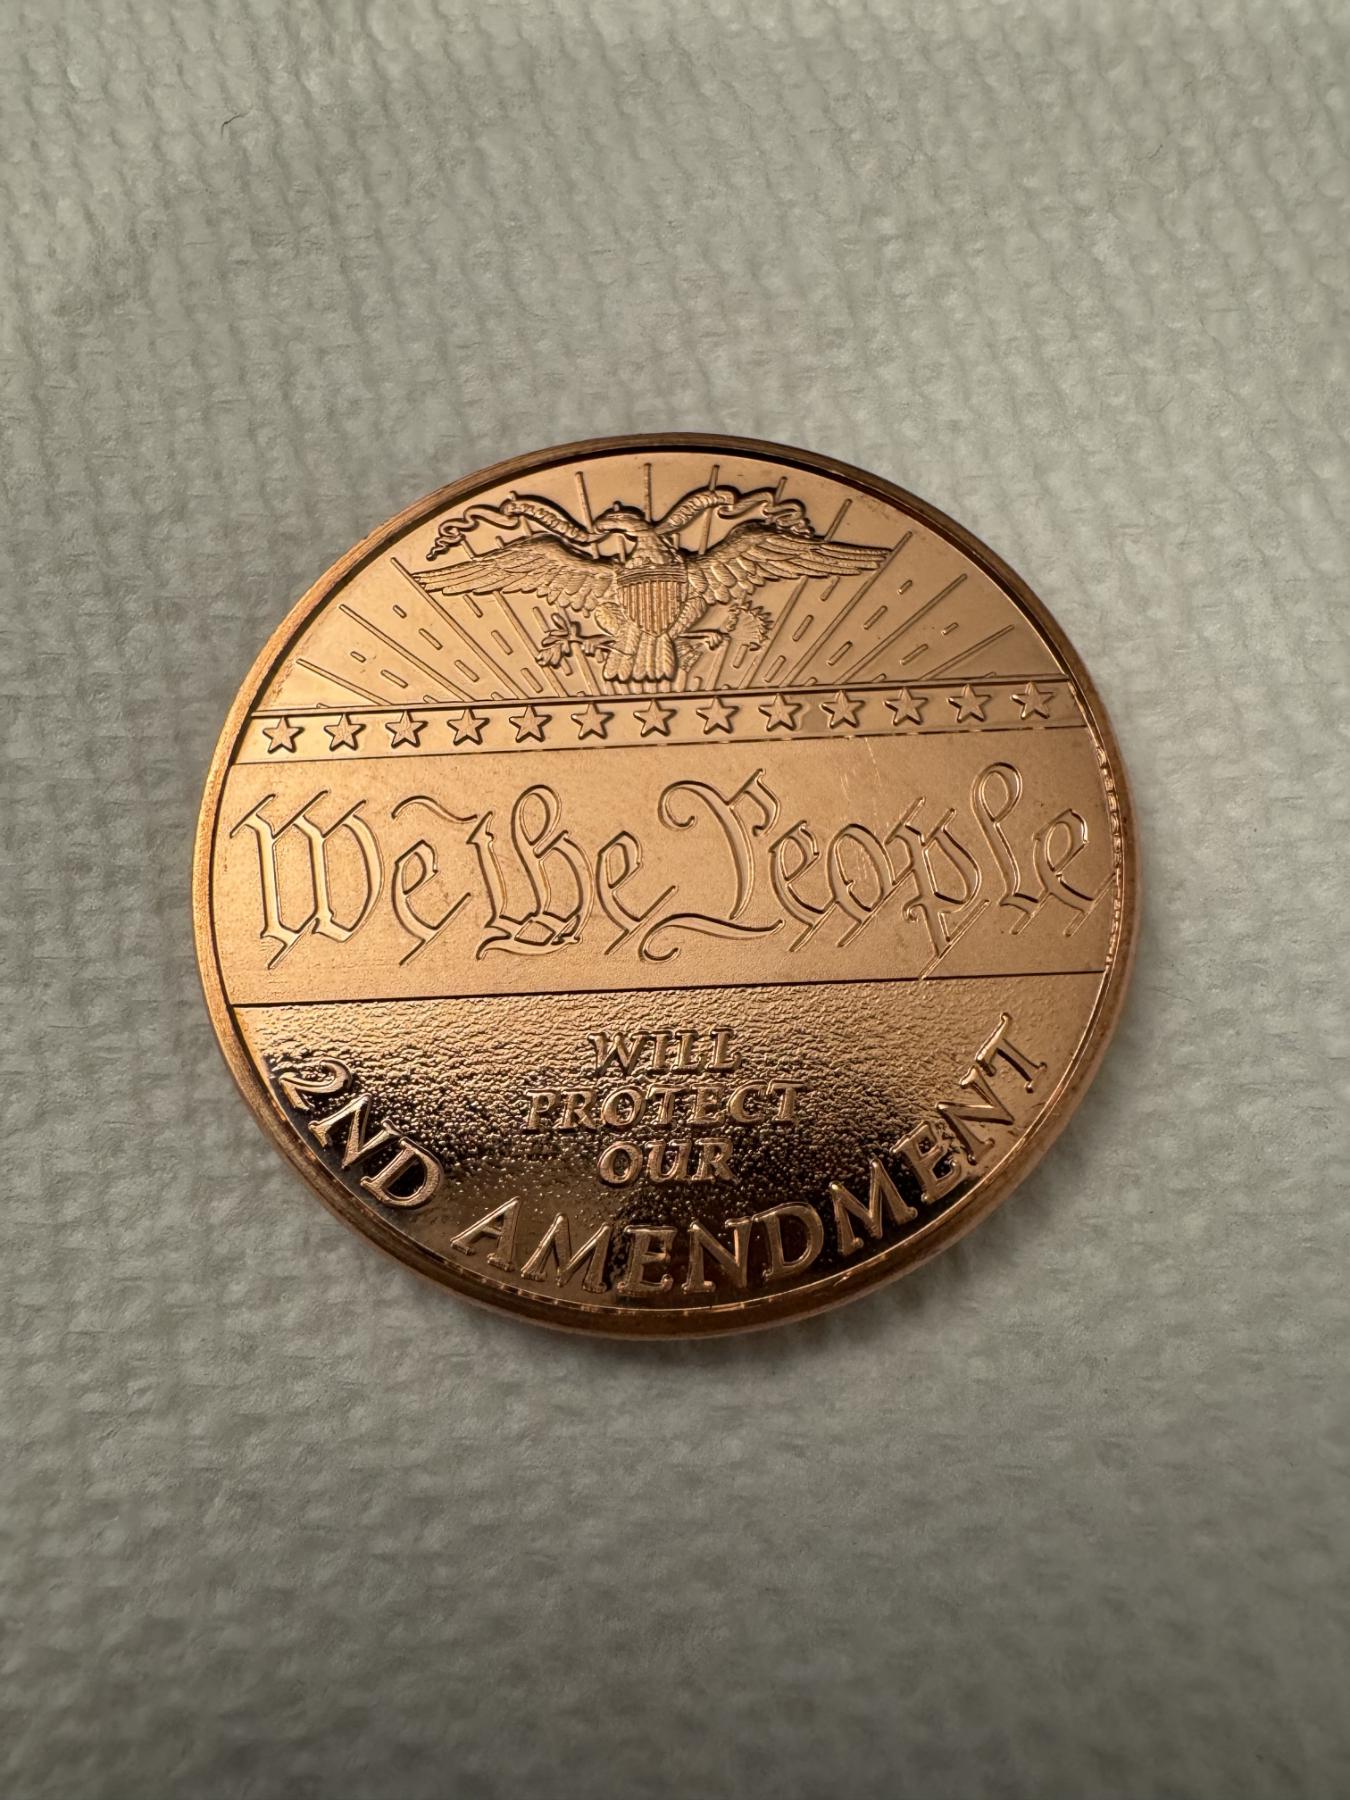 We the People
WILL
PROTECT
OUR
2ND AMENDMENT